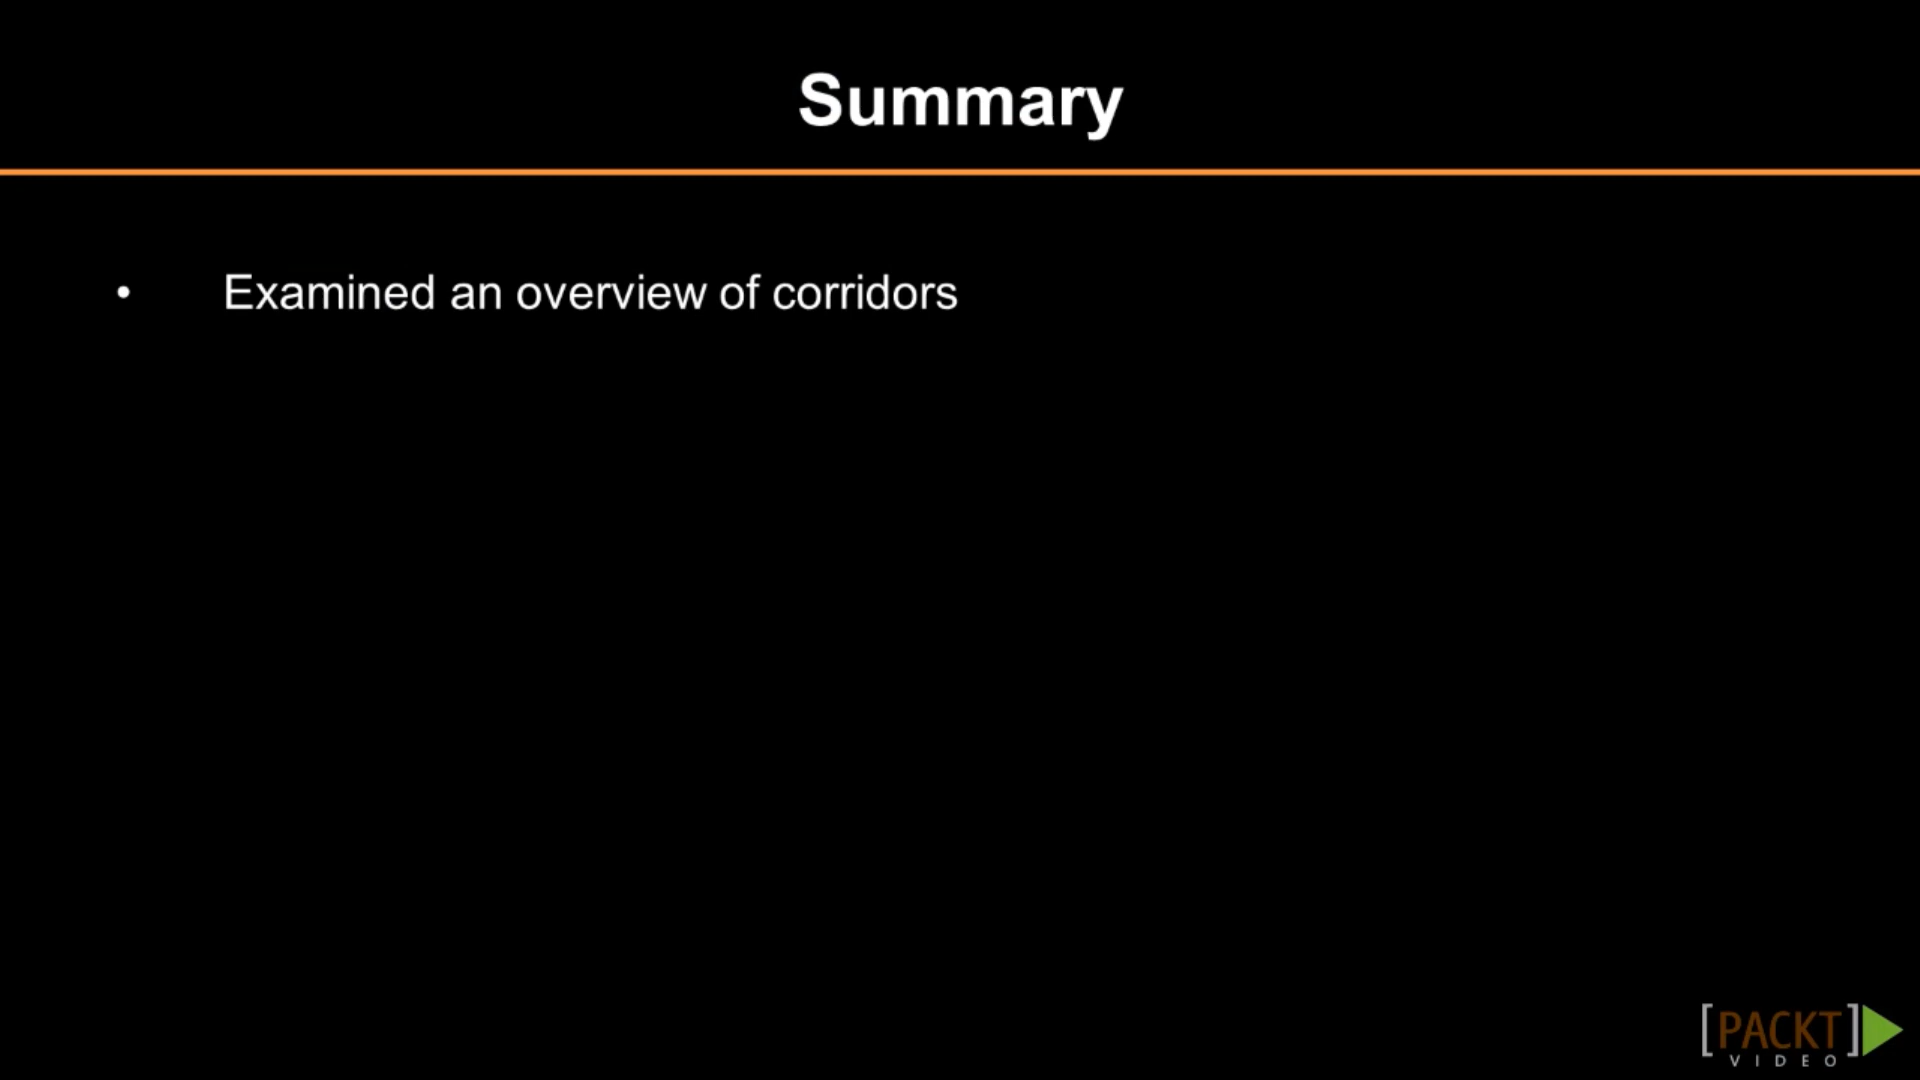 Summary
• Examined an overview of corridors
[PACKT]
VIDEO